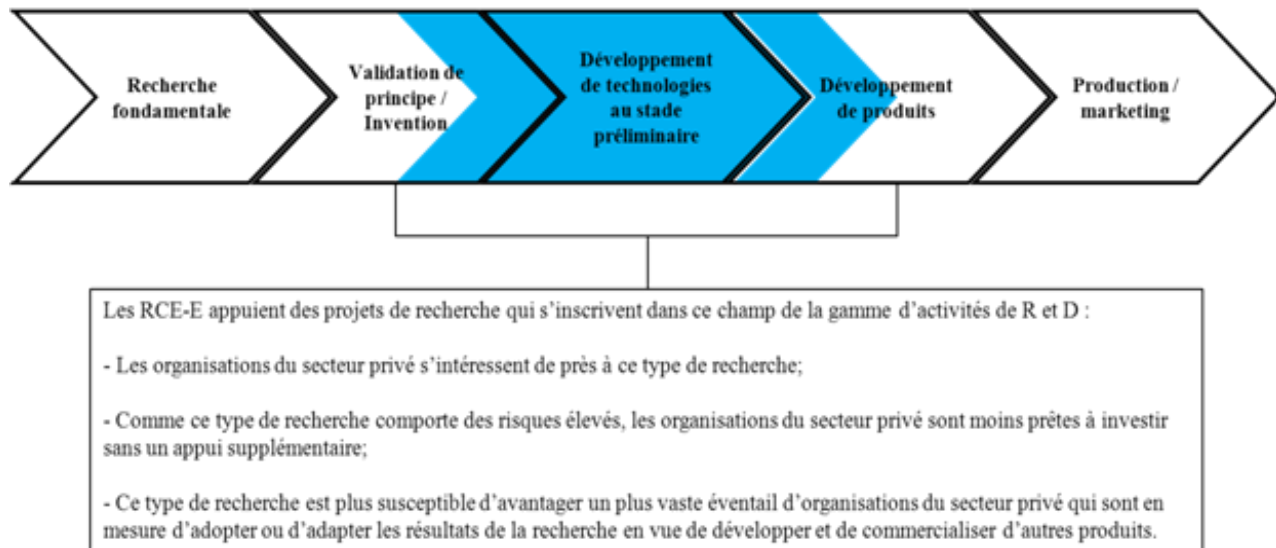 Recherche
fondamentale
Validation de
principe /
Invention
Développement
de technologies
au stade
préliminaire
Développement
de produits
Production /
marketing
Les RCE-E appuient des projets de recherche qui s’inscrivent dans ce champ de la gamme d’activités de R et D :
- Les organisations du secteur privé s’intéressent de près à ce type de recherche;
- Comme ce type de recherche comporte des risques élevés, les organisations du secteur privé sont moins prêtes à investir
sans un appui supplémentaire;
- Ce type de recherche est plus susceptible d’avantager un plus vaste éventail d’organisations du secteur privé qui sont en
mesure d’adopter ou d’adapter les résultats de la recherche en vue de développer et de commercialiser d’autres produits.